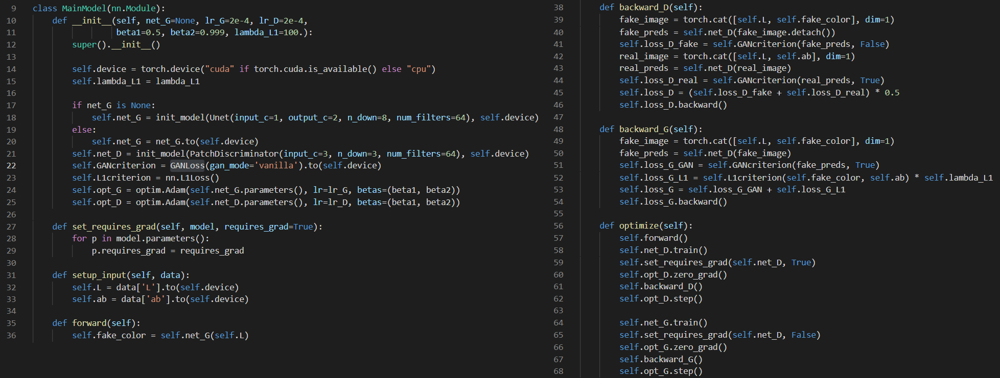 9 class MainModel(nn.Module):
10 def __init__(self, net_G=None, lr_G=2e-4, lr_D=2e-4,
11 beta1=0.5, beta2=0.999, lambda_L1=100.):
12 super().__init__()
13
14 self.device = torch.device("cuda" if torch.cuda.is_available() else "cpu")
15 self.lambda_L1 = lambda_L1
16
17 if net_G is None:
18 self.net_G = init_model(Unet(input_c=1, output_c=2, n_down=8, num_filters=64), self.device)
19 else:
20 self.net_G = net_G.to(self.device)
21 self.net_D = init_model(PatchDiscriminator(input_c=3, n_down=3, num_filters=64), self.device)
22 self.GANcriterion = GANLoss(gan_mode='vanilla').to(self.device)
23 self.L1criterion = nn.L1Loss()
24 self.opt_G = optim.Adam(self.net_G.parameters(), lr=lr_G, betas=(beta1, beta2))
25 self.opt_D = optim.Adam(self.net_D.parameters(), lr=lr_D, betas=(beta1, beta2))
26
27 def set_requires_grad(self, model, requires_grad=True):
28 for p in model.parameters():
29 p.requires_grad = requires_grad
30
31 def setup_input(self, data):
32 self.L = data['L'].to(self.device)
33 self.ab = data['ab'].to(self.device)
34
35 def forward(self):
36 self.fake_color = self.net_G(self.L)
38 def backward_D(self):
39 fake_image = torch.cat([self.L, self.fake_color], dim=1)
40 fake_preds = self.net_D(fake_image.detach())
41 self.loss_D_fake = self.GANcriterion(fake_preds, False)
42 real_image = torch.cat([self.L, self.ab], dim=1)
43 real_preds = self.net_D(real_image)
44 self.loss_D_real = self.GANcriterion(real_preds, True)
45 self.loss_D = (self.loss_D_fake + self.loss_D_real) * 0.5
46 self.loss_D.backward()
47
48 def backward_G(self):
49 fake_image = torch.cat([self.L, self.fake_color], dim=1)
50 fake_preds = self.net_D(fake_image)
51 self.loss_G_GAN = self.GANcriterion(fake_preds, True)
52 self.loss_G_L1 = self.L1criterion(self.fake_color, self.ab) * self.lambda_L1
53 self.loss_G = self.loss_G_GAN + self.loss_G_L1
54 self.loss_G.backward()
55
56 def optimize(self):
57 self.forward()
58 self.net_D.train()
59 self.set_requires_grad(self.net_D, True)
60 self.opt_D.zero_grad()
61 self.backward_D()
62 self.opt_D.step()
63
64 self.net_G.train()
65 self.set_requires_grad(self.net_D, False)
66 self.opt_G.zero_grad()
67 self.backward_G()
68 self.opt_G.step()